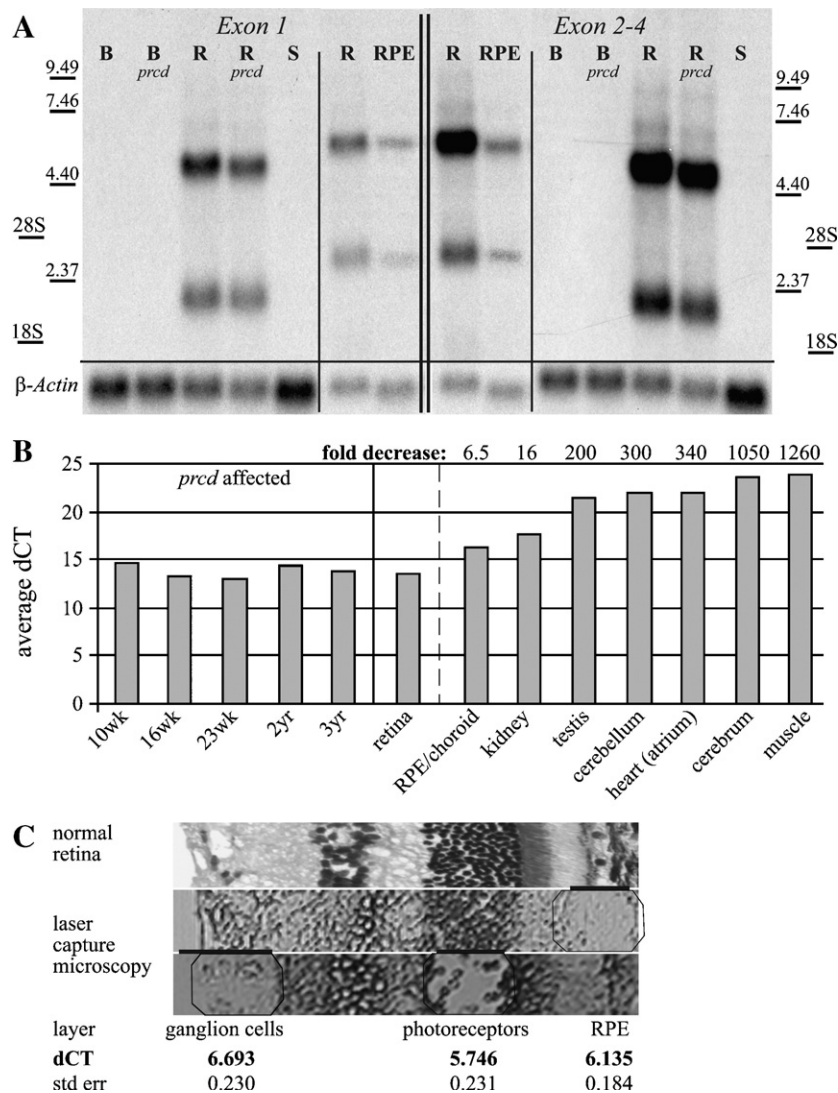 A
Exon 1
Exon 2-4
B B R R S R RPE R RPE B B R R S
prcd prcd prcd prcd
9.49 9.49
7.46 7.46
4.40 4.40
28S 28S
2.37 2.37
18S 18S
β-Actin
B
fold decrease: 6.5 16 200 300 340 1050 1260
prcd affected
average dCT
25
20
15
10
5
0
10wk 16wk 23wk 2yr 3yr retina RPE/choroid kidney testis cerebellum heart (atrium) cerebrum muscle
C
normal
retina
laser
capture
microscopy
layer ganglion cells photoreceptors RPE
dCT 6.693 5.746 6.135
std err 0.230 0.231 0.184